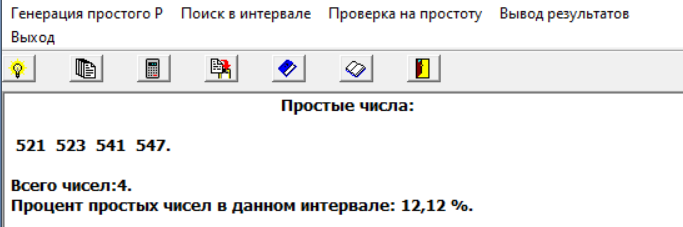 Генерация простого P Поиск в интервале Проверка на простоту Вывод результатов
Выход
Простые числа:
521 523 541 547.
Всего чисел:4.
Процент простых чисел в данном интервале: 12,12 %.